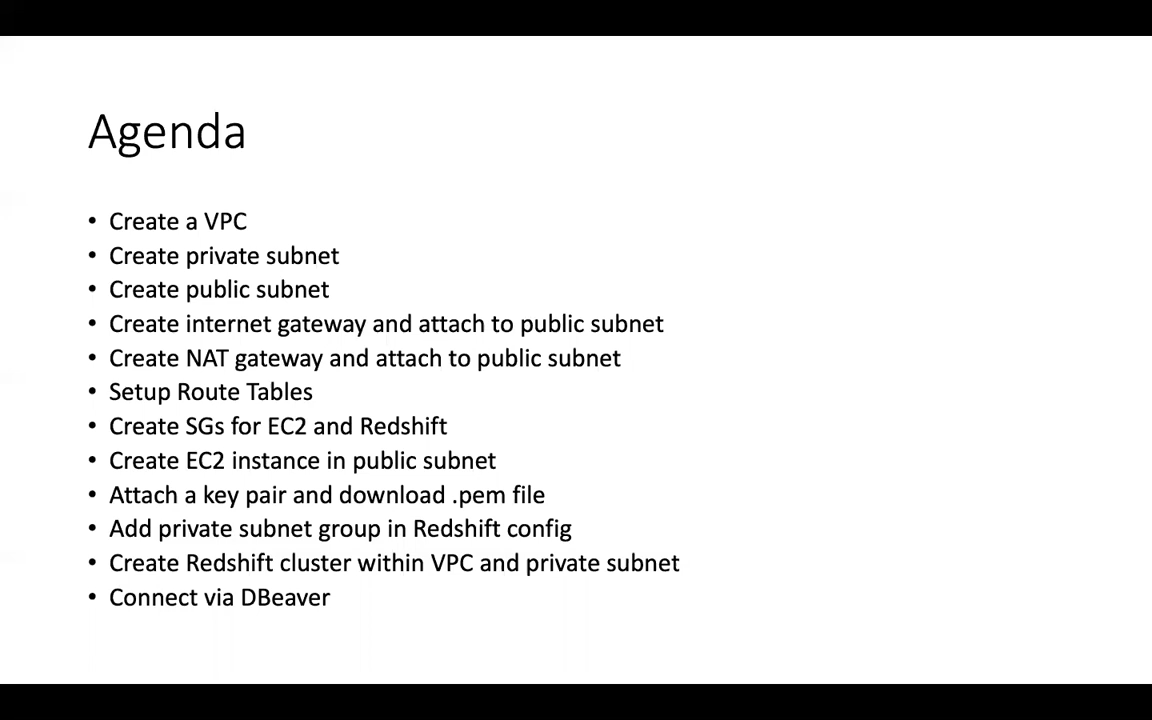 Agenda
• Create a VPC
• Create private subnet
• Create public subnet
• Create internet gateway and attach to public subnet
• Create NAT gateway and attach to public subnet
• Setup Route Tables
• Create SGs for EC2 and Redshift
• Create EC2 instance in public subnet
• Attach a key pair and download .pem file
• Add private subnet group in Redshift config
• Create Redshift cluster within VPC and private subnet
• Connect via DBeaver